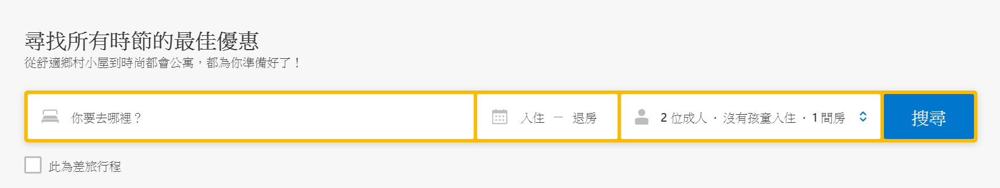 尋找所有時節的最佳優惠
從舒適鄉村小屋到時尚都會公寓，都為你準備好了！
你要去哪裡？
入住 — 退房
2 位成人 · 沒有孩童入住 · 1 間房
搜尋
此為差旅行程